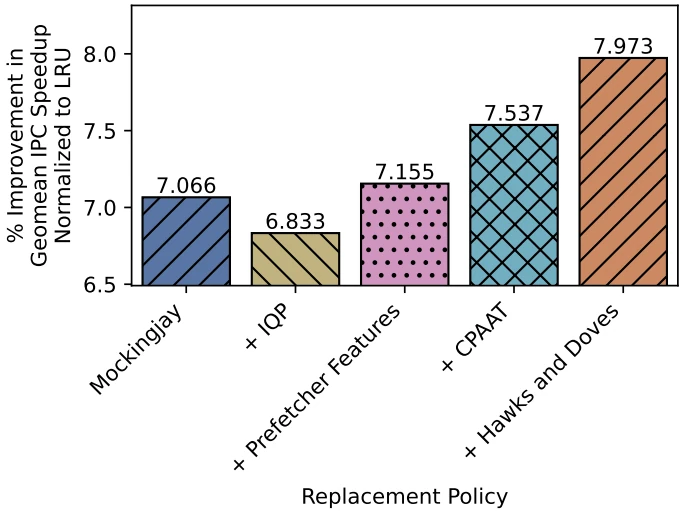 % Improvement in
Geomean IPC Speedup
Normalized to LRU
8.0
7.5
7.0
6.5
7.066
6.833
7.155
7.537
7.973
Mockingjay
+ IQP
+ Prefetcher Features
+ CPAAT
+ Hawks and Doves
Replacement Policy